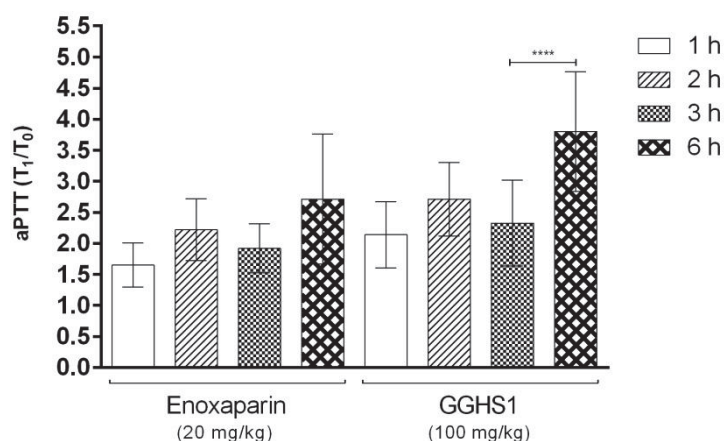 aPTT (T₁/T₀)
5.5
5.0
4.5
4.0
3.5
3.0
2.5
2.0
1.5
1.0
0.5
0.0
****
1 h
2 h
3 h
6 h
Enoxaparin
(20 mg/kg)
GGHS1
(100 mg/kg)